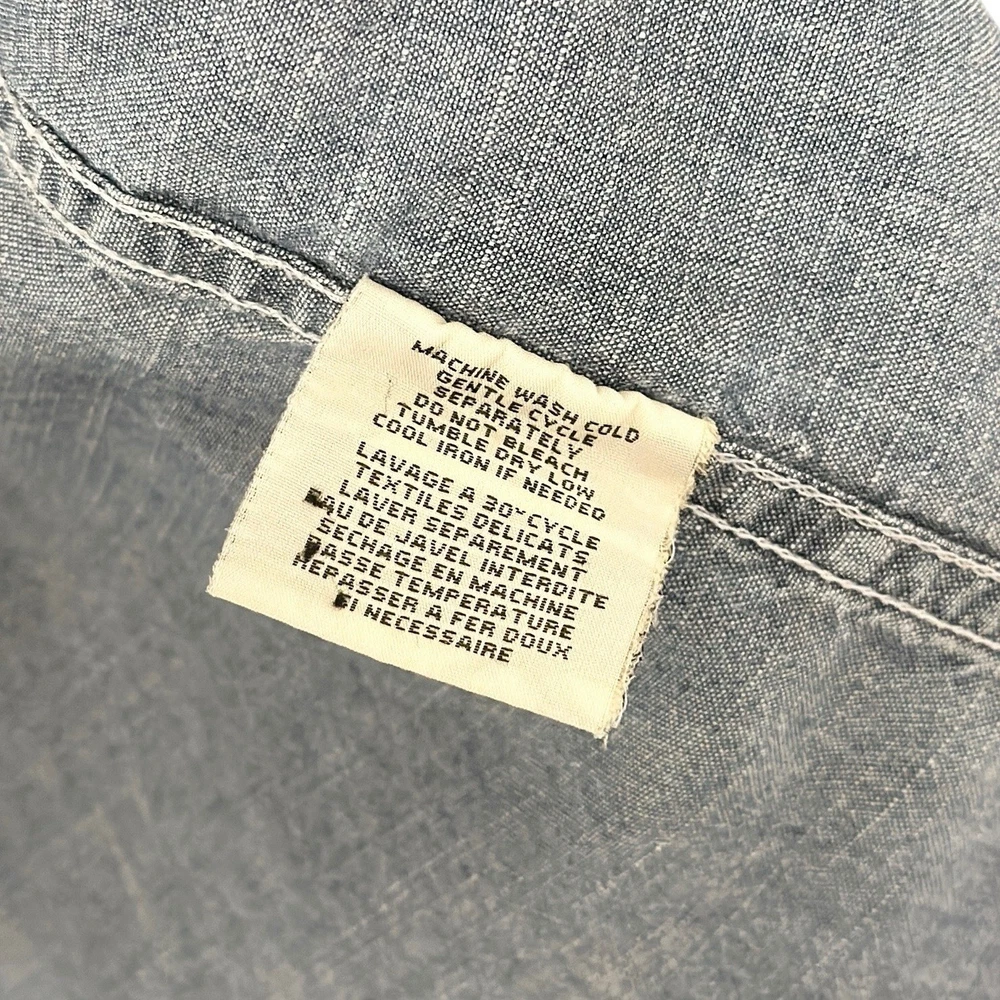 MACHINE WASH COLD
GENTLE CYCLE
SEPARATELY
DO NOT BLEACH
TUMBLE DRY LOW
COOL IRON IF NEEDED
LAVAGE A 30° CYCLE
TEXTILES DELICATS
LAVER SEPAREMENT
EAU DE JAVEL INTERDITE
SECHAGE EN MACHINE
BASSE TEMPERATURE
REPASSER A FER DOUX
SI NECESSAIRE